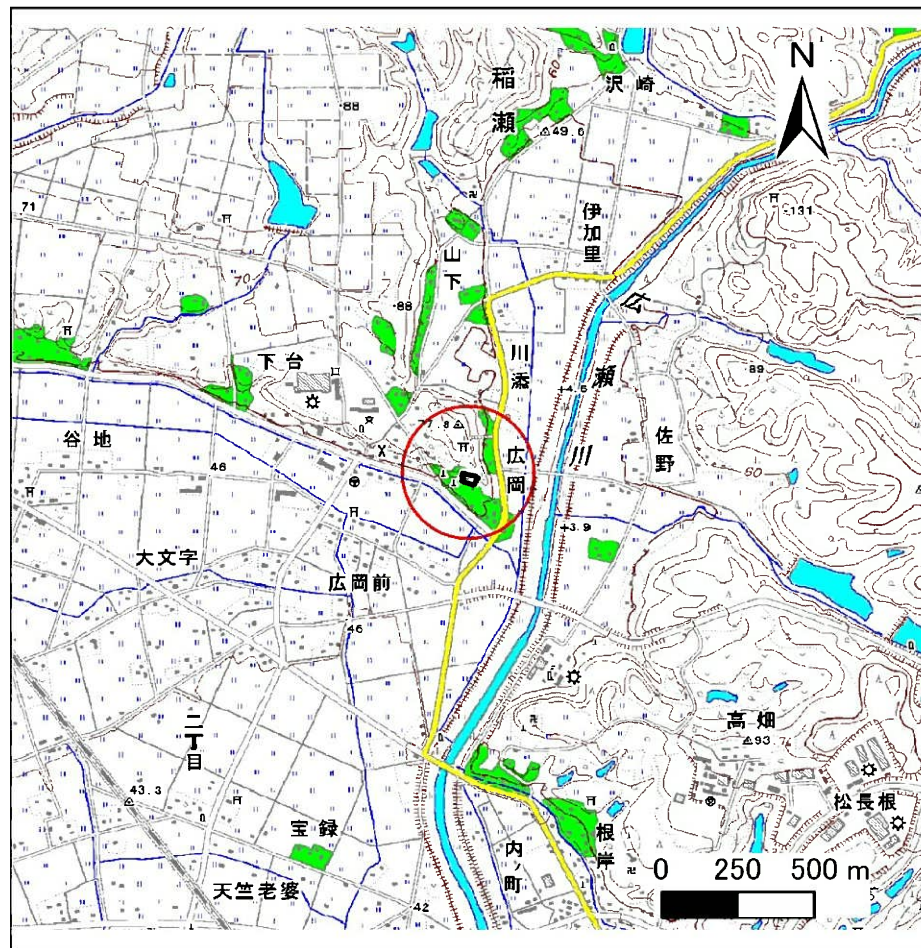 N
稲瀬
沢崎
60
88
49.6
71
伊加里
131
山下
70
88
広瀬川
川添
89
下台
4.5
77.8
谷地
46
広岡
佐野
60
3.9
大文字
広岡前
46
二丁目
高畑
93.7
43.3
松長根
宝録
根岸
内ノ町
0 250 500 m
天竺老婆
42